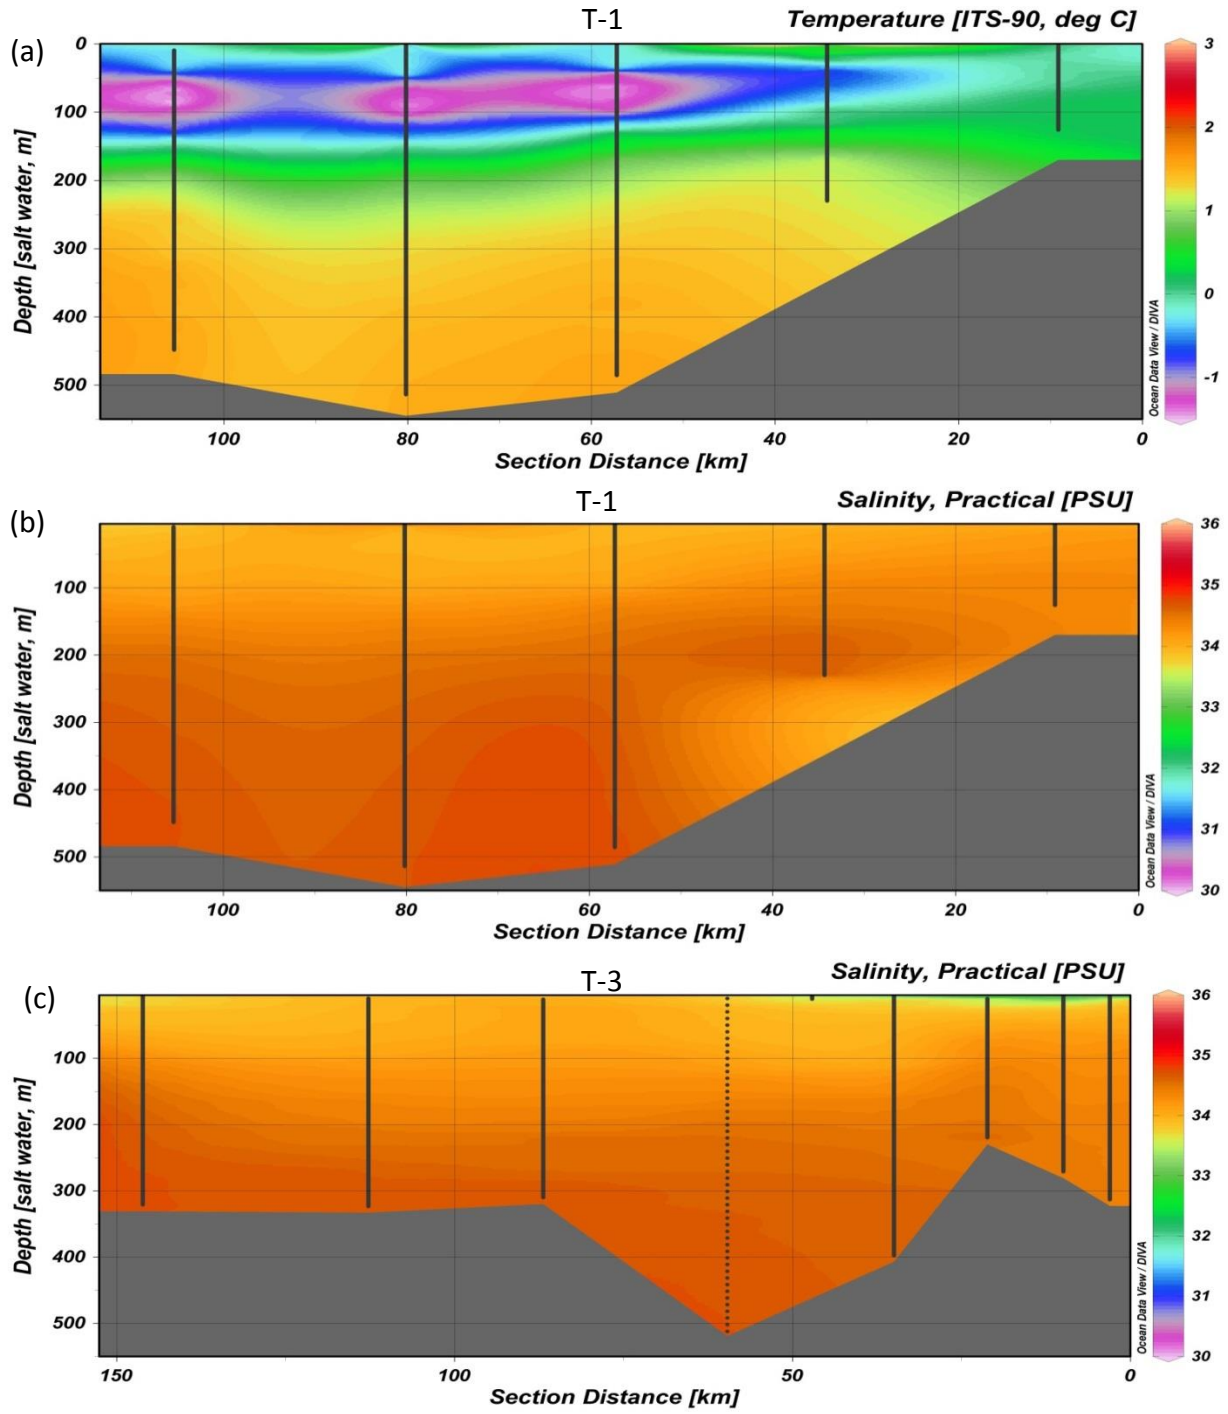 T-1
Temperature [ITS-90, deg C]
(a)
0
100
200
300
400
500
Depth [salt water, m]
100
80
60
40
20
0
Section Distance [km]
3
2
1
0
-1
Ocean Data View / DIVA
T-1
Salinity, Practical [PSU]
(b)
100
200
300
400
500
Depth [salt water, m]
100
80
60
40
20
0
Section Distance [km]
36
35
34
33
32
31
30
Ocean Data View / DIVA
T-3
Salinity, Practical [PSU]
(c)
100
200
300
400
500
Depth [salt water, m]
150
100
50
0
Section Distance [km]
36
35
34
33
32
31
30
Ocean Data View / DIVA